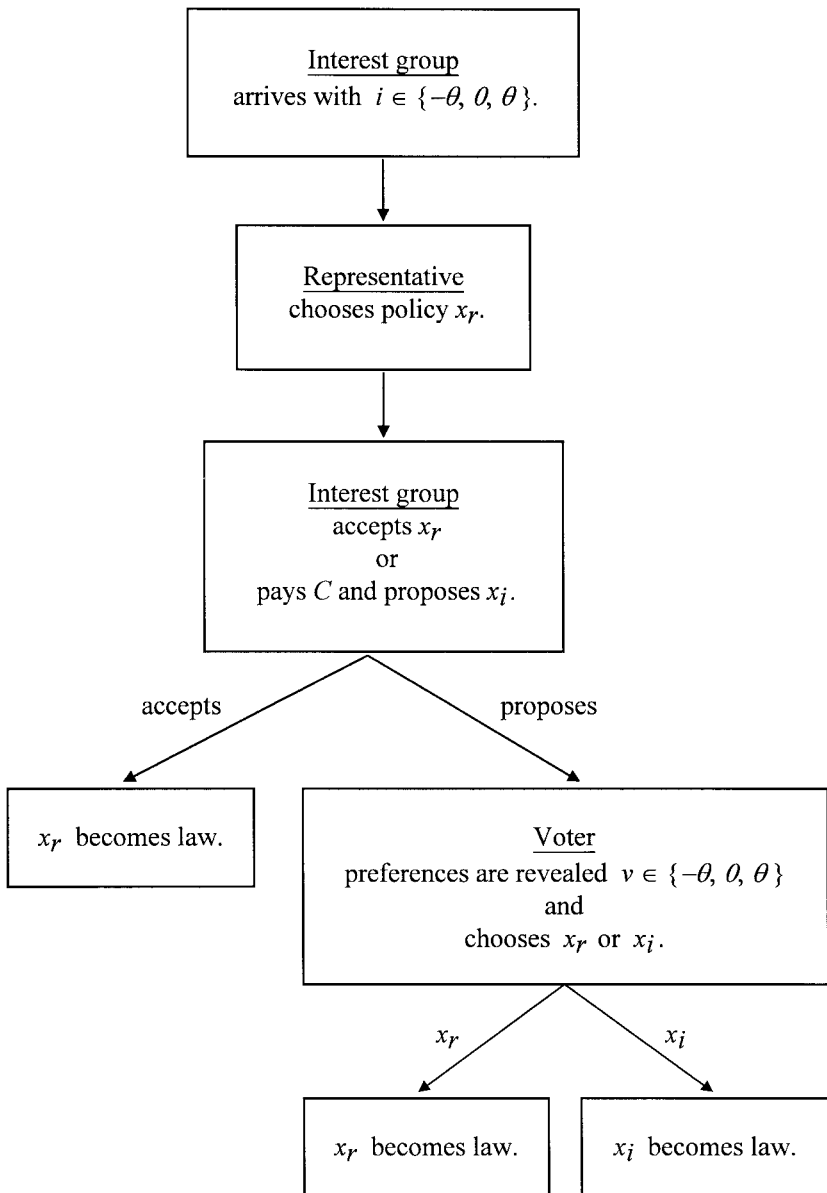 Interest group
arrives with i ∈ {-θ, 0, θ}.
Representative
chooses policy xr.
Interest group
accepts xr
or
pays C and proposes xi.
accepts
proposes
xr becomes law.
Voter
preferences are revealed v ∈ {-θ, 0, θ}
and
chooses xr or xi.
xr
xi
xr becomes law.
xi becomes law.